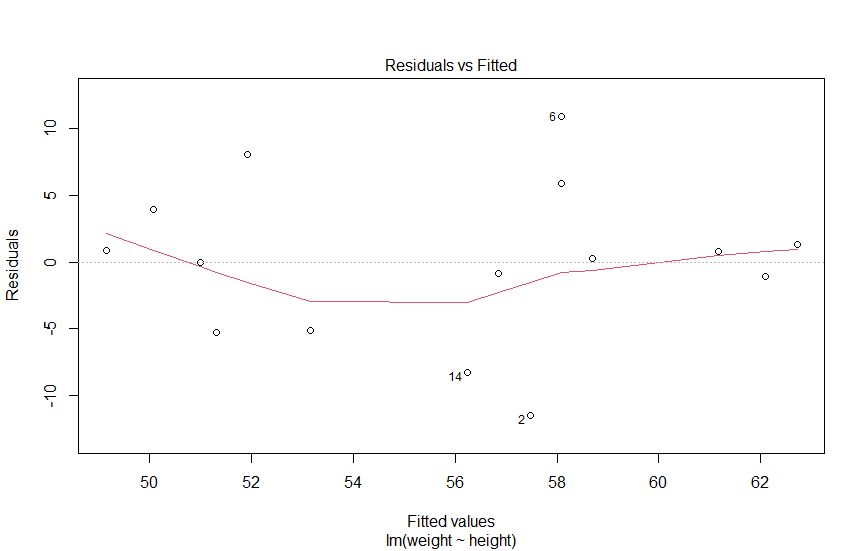 Residuals vs Fitted
Residuals
10
5
0
-5
-10
6
14
2
50 52 54 56 58 60 62
Fitted values
lm(weight ~ height)